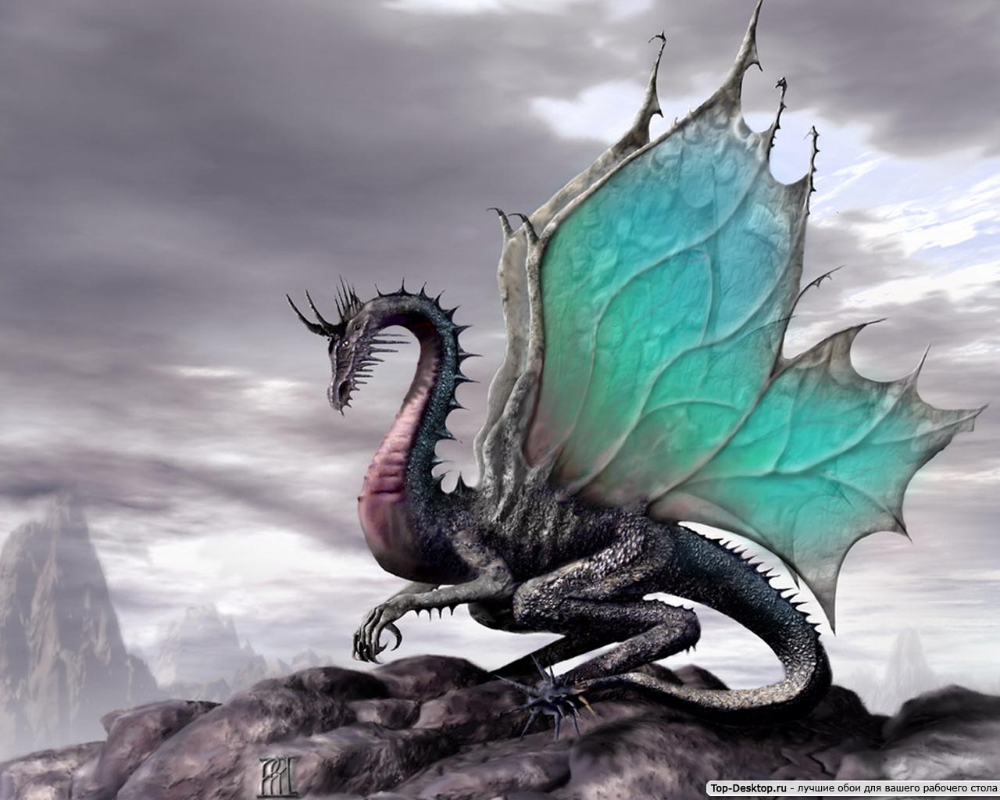 Top-Desktop.ru - лучшие обои для вашего рабочего стола